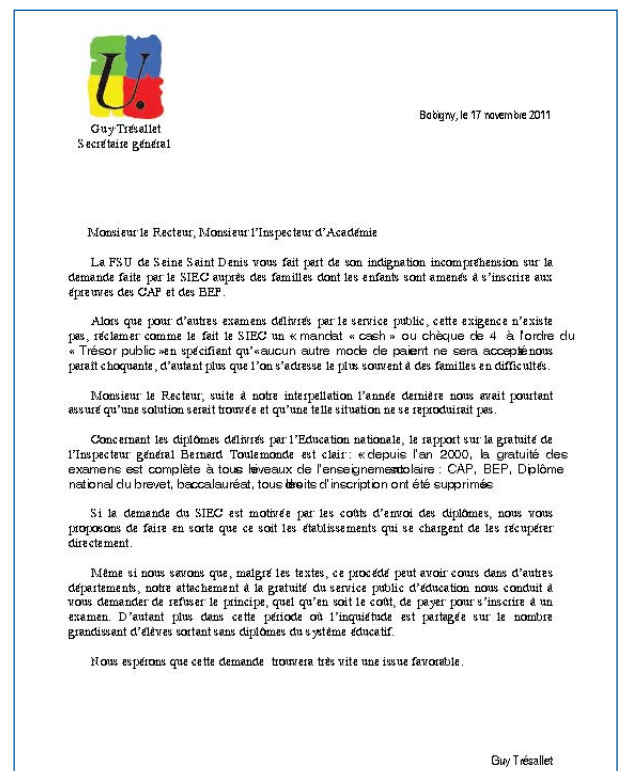 U.
Guy Trésallet
Secrétaire général
Bobigny, le 17 novembre 2011
Monsieur le Recteur, Monsieur l'Inspecteur d'Académie
La FSU de Seine Saint Denis vous fait part de son indignation incompréhension sur la
demande faite par le SIEC auprès des familles dont les enfants sont amenés à s'inscrire aux
épreuves des CAP et des BEP.
Alors que pour d'autres examens délivrés par le service public, cette exigence n'existe
pas, réclamer comme le fait le SIEC un « mandat « cash » ou chèque de 4 à l'ordre du
« Trésor public »en spécifiant qu'«aucun autre mode de paient ne sera accepté nous
paraît choquante, d'autant plus que l'on s'adresse le plus souvent à des familles en difficultés.
Monsieur le Recteur, suite à notre interpellation l'année dernière nous avait pourtant
assuré qu'une solution serait trouvée et qu'une telle situation ne se reproduirait pas.
Concernant les diplômes délivrés par l'Education nationale, le rapport sur la gratuité de
l'Inspecteur général Bernard Toulemonde est clair : «depuis l'an 2000, la gratuité des
examens est complète à tous niveaux de l'enseignement scolaire : CAP, BEP, Diplôme
national du brevet, baccalauréat, tous droits d'inscription ont été supprimés
Si la demande du SIEC est motivée par les coûts d'envoi des diplômes, nous vous
proposons de faire en sorte que ce soit les établissements qui se chargent de les récupérer
directement.
Même si nous savons que, malgré les textes, ce procédé peut avoir cours dans d'autres
départements, notre attachement à la gratuité du service public d'éducation nous conduit à
vous demander de refuser le principe, quel qu'en soit le coût, de payer pour s'inscrire à un
examen. D'autant plus dans cette période où l'inquiétude est partagée sur le nombre
grandissant d'élèves sortant sans diplômes du système éducatif.
Nous espérons que cette demande trouvera très vite une issue favorable.
Guy Trésallet